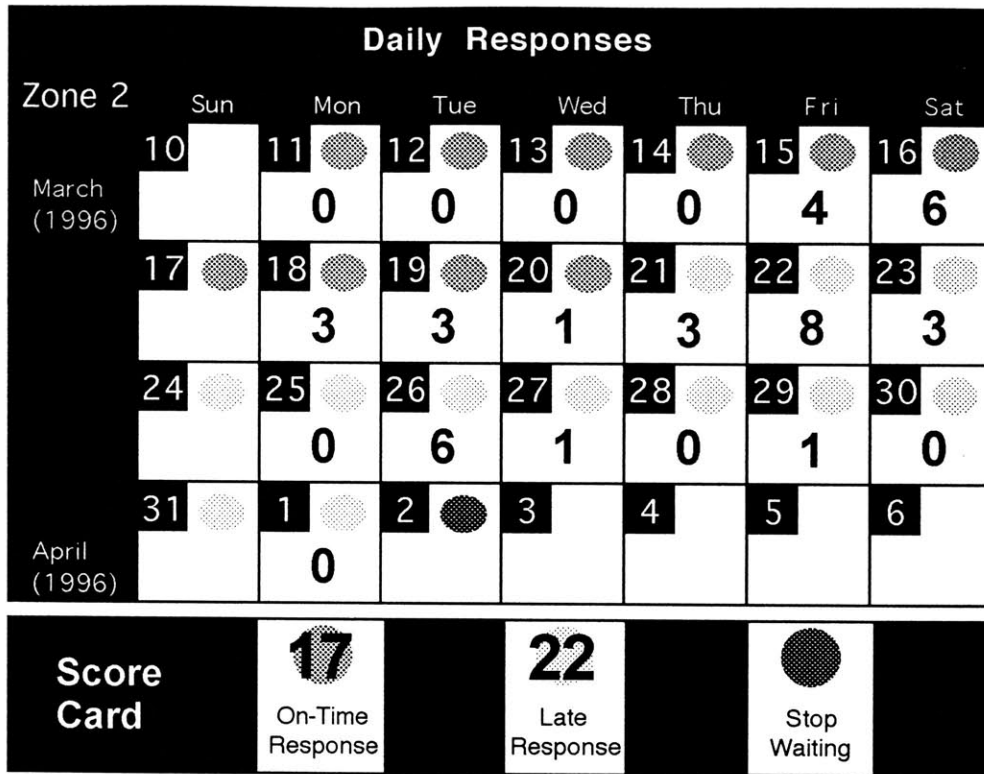 Daily Responses
Zone 2
Sun Mon Tue Wed Thu Fri Sat
10 11 12 13 14 15 16
March
(1996)
0 0 0 0 4 6
17 18 19 20 21 22 23
3 3 1 3 8 3
24 25 26 27 28 29 30
0 6 1 0 1 0
31 1 2 3 4 5 6
April
(1996)
0
Score
Card
17
On-Time
Response
22
Late
Response
Stop
Waiting